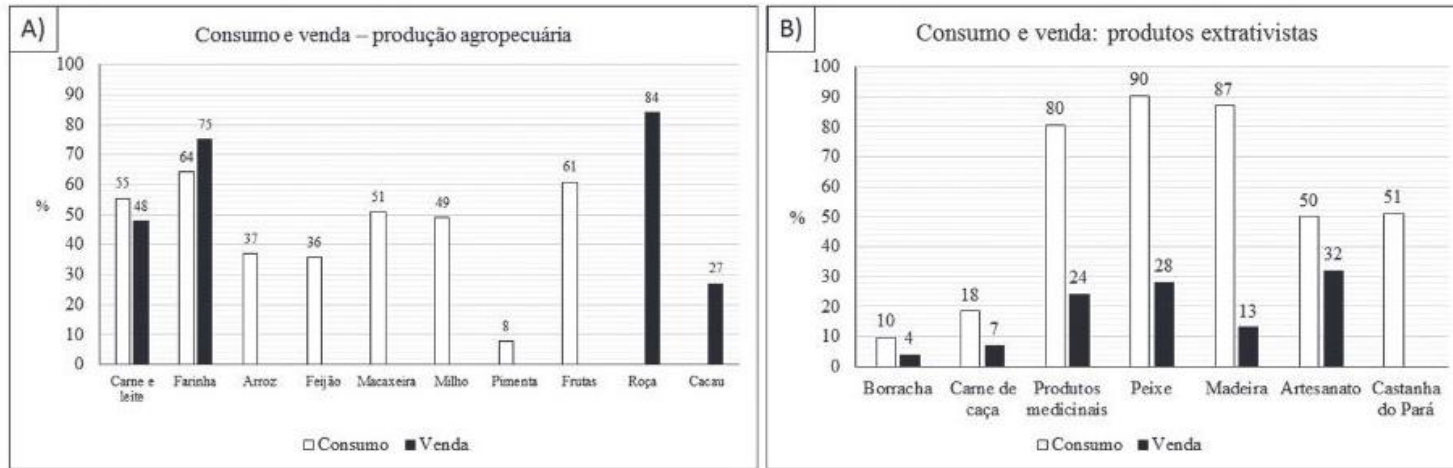 A)
Consumo e venda – produção agropecuária
100
90
80
70
60
50
40
30
20
10
0
%
55
48
64
75
37
36
51
49
8
61
84
27
Carne e leite
Farinha
Arroz
Feijão
Macaxeira
Milho
Pimenta
Frutas
Roça
Cacau
Consumo
Venda
B)
Consumo e venda: produtos extrativistas
100
90
80
70
60
50
40
30
20
10
0
%
10
4
18
7
80
24
90
28
87
13
50
32
51
Borracha
Carne de caça
Produtos medicinais
Peixe
Madeira
Artesanato
Castanha do Pará
Consumo
Venda